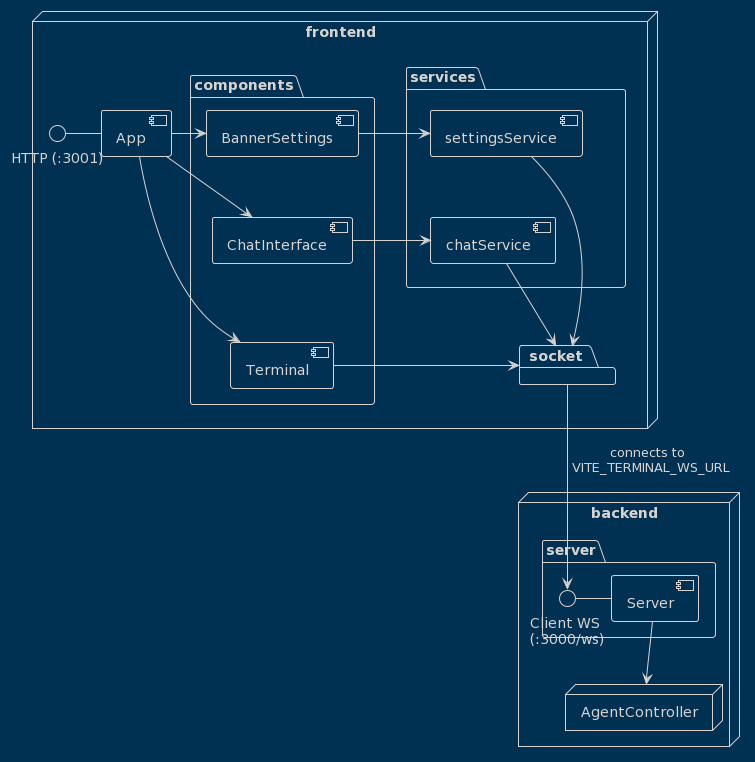 frontend
components
services
App
BannerSettings
settingsService
HTTP (:3001)
ChatInterface
chatService
socket
Terminal
connects to
VITE_TERMINAL_WS_URL
backend
server
Server
Client WS
(:3000/ws)
AgentController